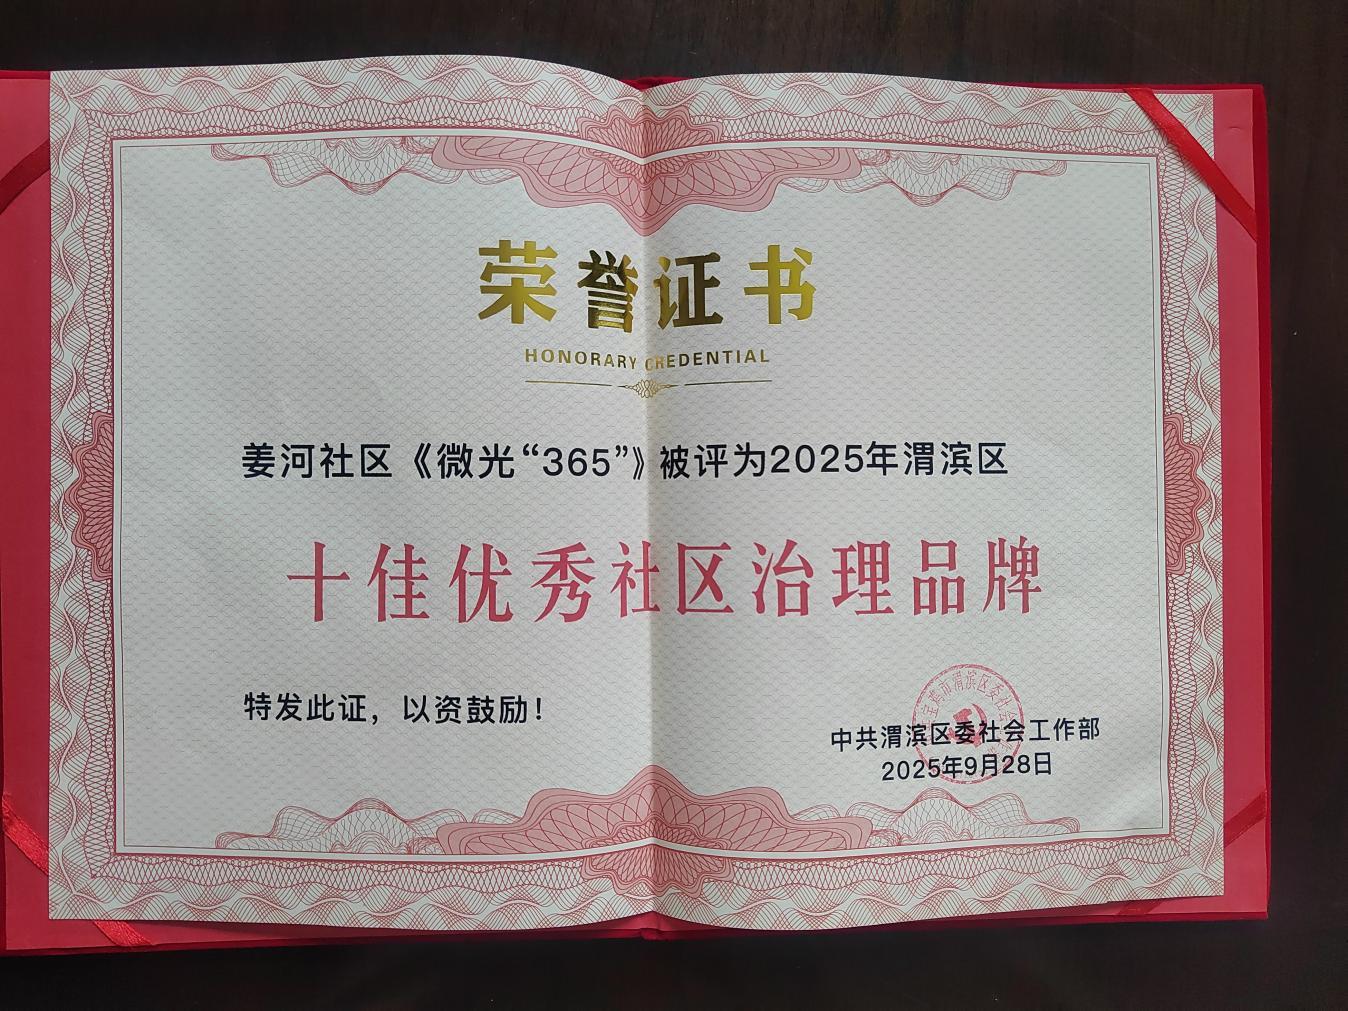 荣誉证书
HONORARY CREDENTIAL
姜河社区《微光“365”》被评为2025年渭滨区
十佳优秀社区治理品牌
特发此证，以资鼓励！
中共渭滨区委社会工作部
2025年9月28日